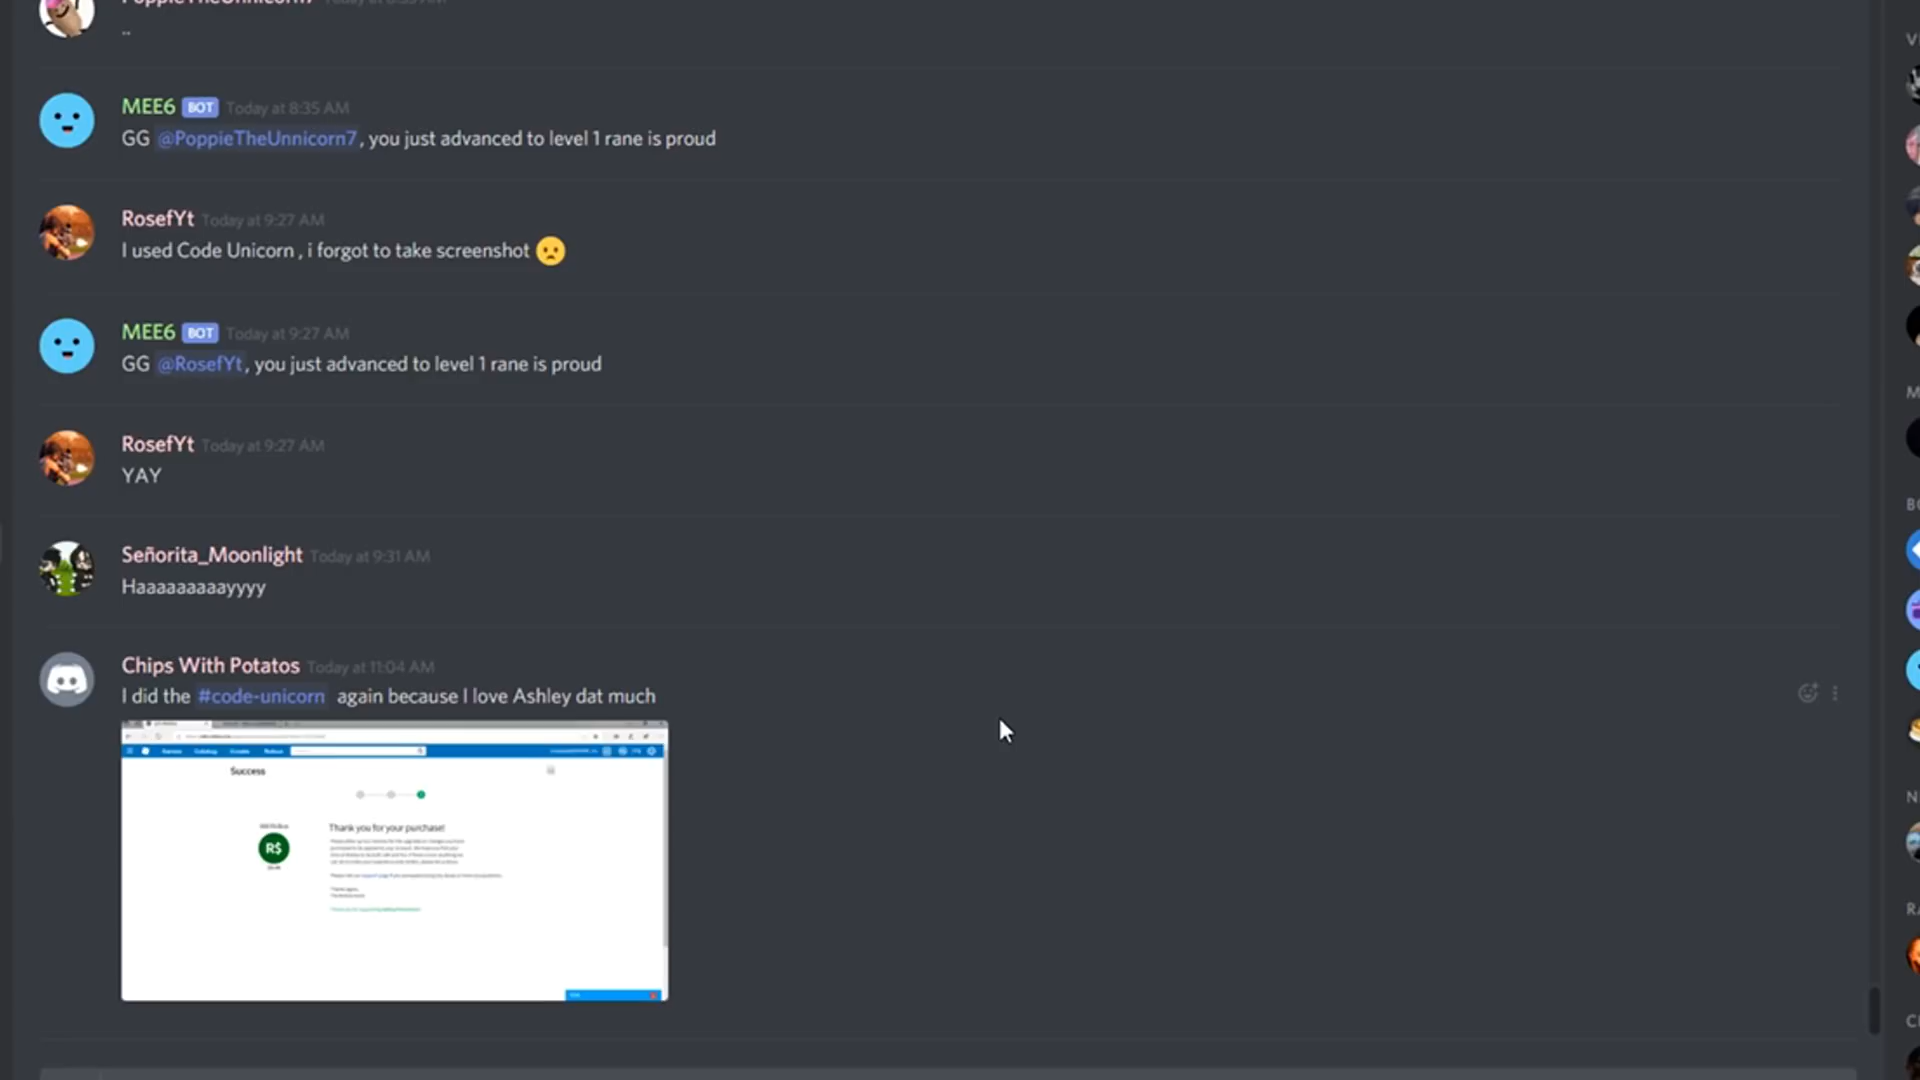 ..
MEE6 BOT Today at 8:35 AM
GG @PoppieTheUnnicorn7, you just advanced to level 1 rane is proud
RosefYt Today at 9:27 AM
I used Code Unicorn , i forgot to take screenshot
MEE6 BOT Today at 9:27 AM
GG @RosefYt, you just advanced to level 1 rane is proud
RosefYt Today at 9:27 AM
YAY
Señorita_Moonlight Today at 9:31 AM
Haaaaaaaaayyyy
Chips With Potatos Today at 11:04 AM
I did the #code-unicorn again because I love Ashley dat much
Success
Thank you for your purchase!
R$